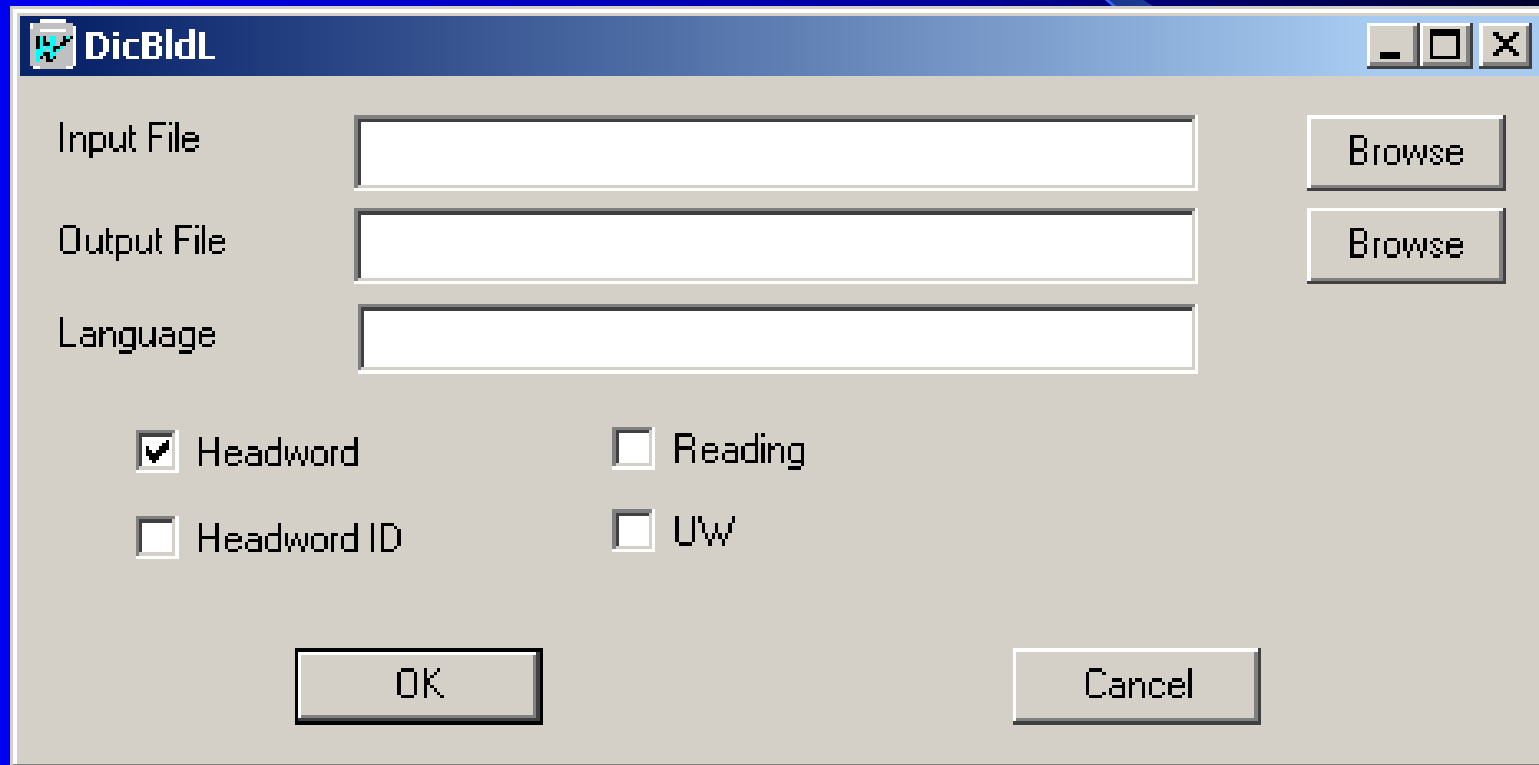 DicBldL
Input File Browse
Output File Browse
Language
Headword Reading
Headword ID UW
OK Cancel